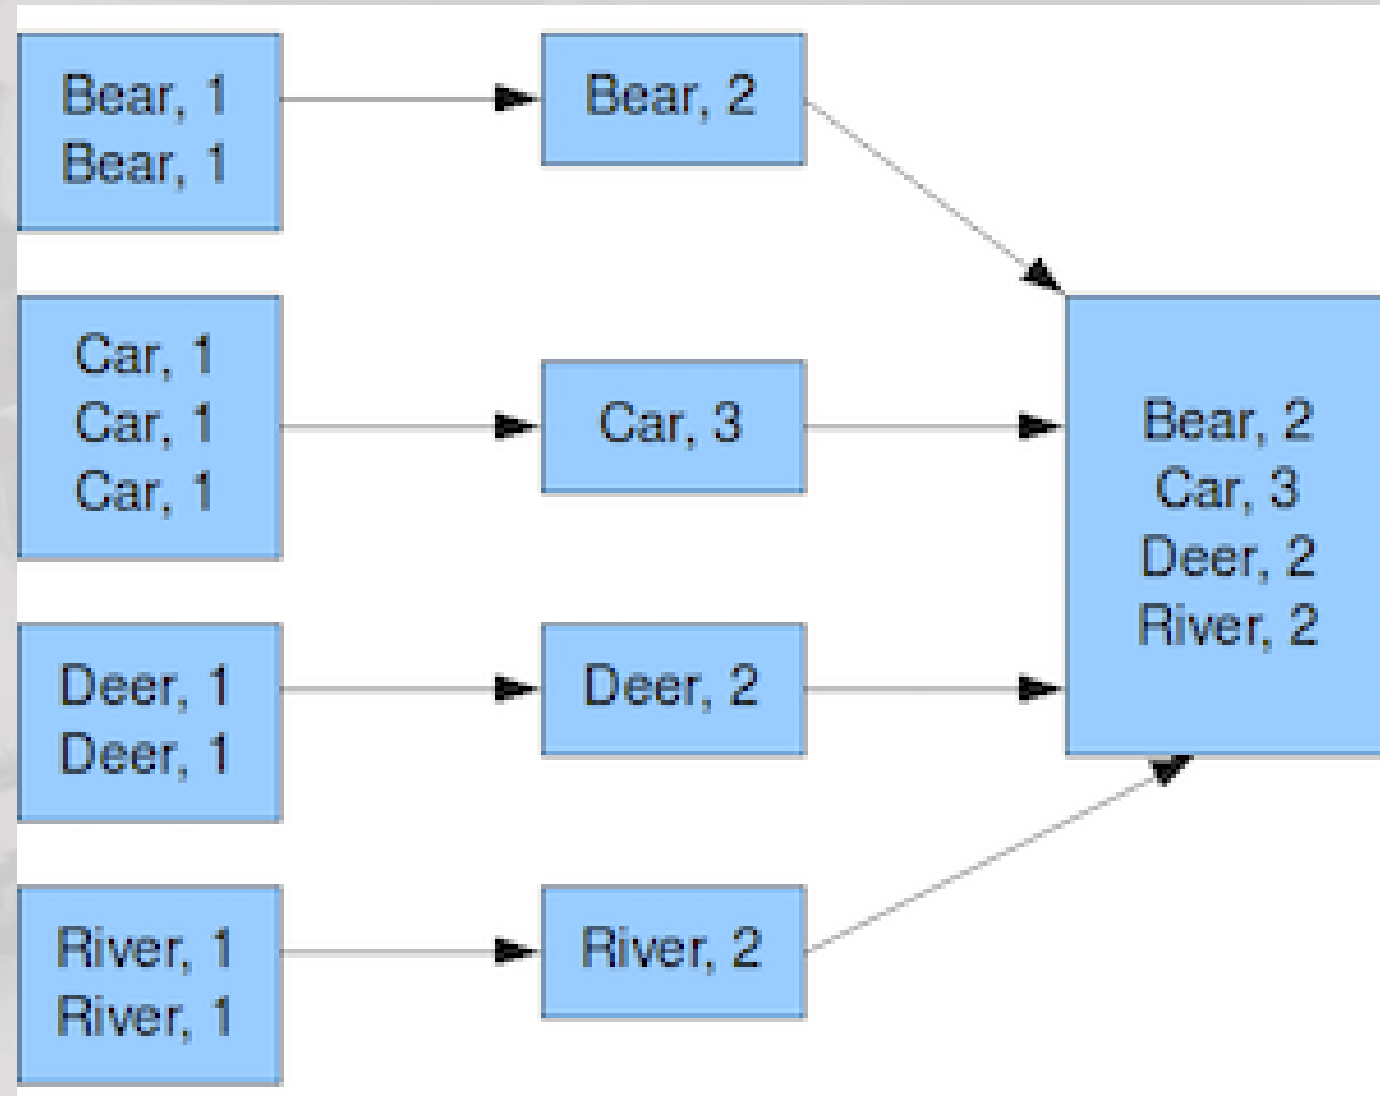 Bear, 1
Bear, 1
Bear, 2
Car, 1
Car, 1
Car, 1
Car, 3
Deer, 1
Deer, 1
Deer, 2
River, 1
River, 1
River, 2
Bear, 2
Car, 3
Deer, 2
River, 2